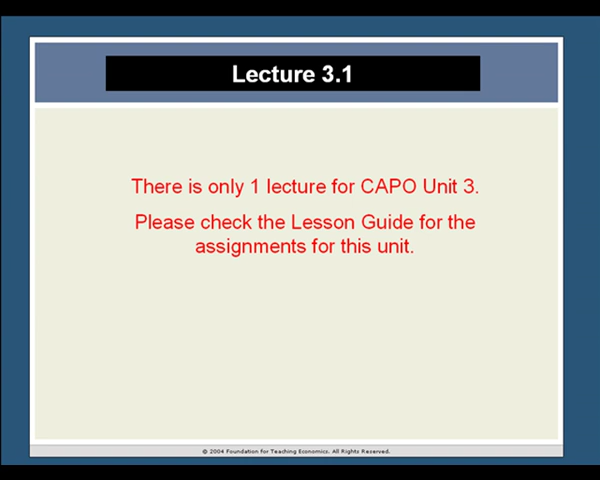 Lecture 3.1
There is only 1 lecture for CAPO Unit 3.
Please check the Lesson Guide for the
assignments for this unit.
© 2004 Foundation for Teaching Economics. All Rights Reserved.